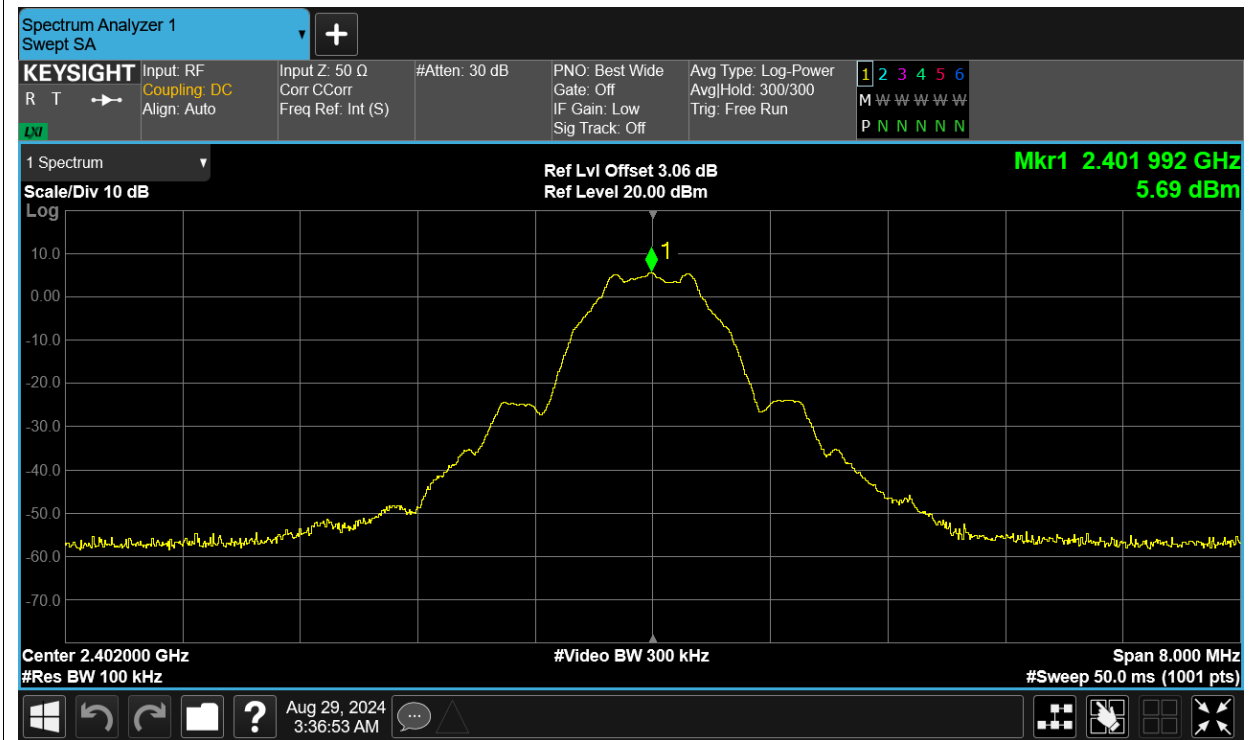 Spectrum Analyzer 1
Swept SA
+
KEYSIGHT
R T
LXI
Input: RF
Coupling: DC
Align: Auto
Input Z: 50 Ω
Corr CCorr
Freq Ref: Int (S)
#Atten: 30 dB
PNO: Best Wide
Gate: Off
IF Gain: Low
Sig Track: Off
Avg Type: Log-Power
Avg|Hold: 300/300
Trig: Free Run
1 2 3 4 5 6
M W W W W W
P N N N N N
1 Spectrum
Scale/Div 10 dB
Log
Ref Lvl Offset 3.06 dB
Ref Level 20.00 dBm
Mkr1 2.401 992 GHz
5.69 dBm
1
10.0
0.00
-10.0
-20.0
-30.0
-40.0
-50.0
-60.0
-70.0
Center 2.402000 GHz
#Res BW 100 kHz
#Video BW 300 kHz
Span 8.000 MHz
#Sweep 50.0 ms (1001 pts)
?
Aug 29, 2024
3:36:53 AM